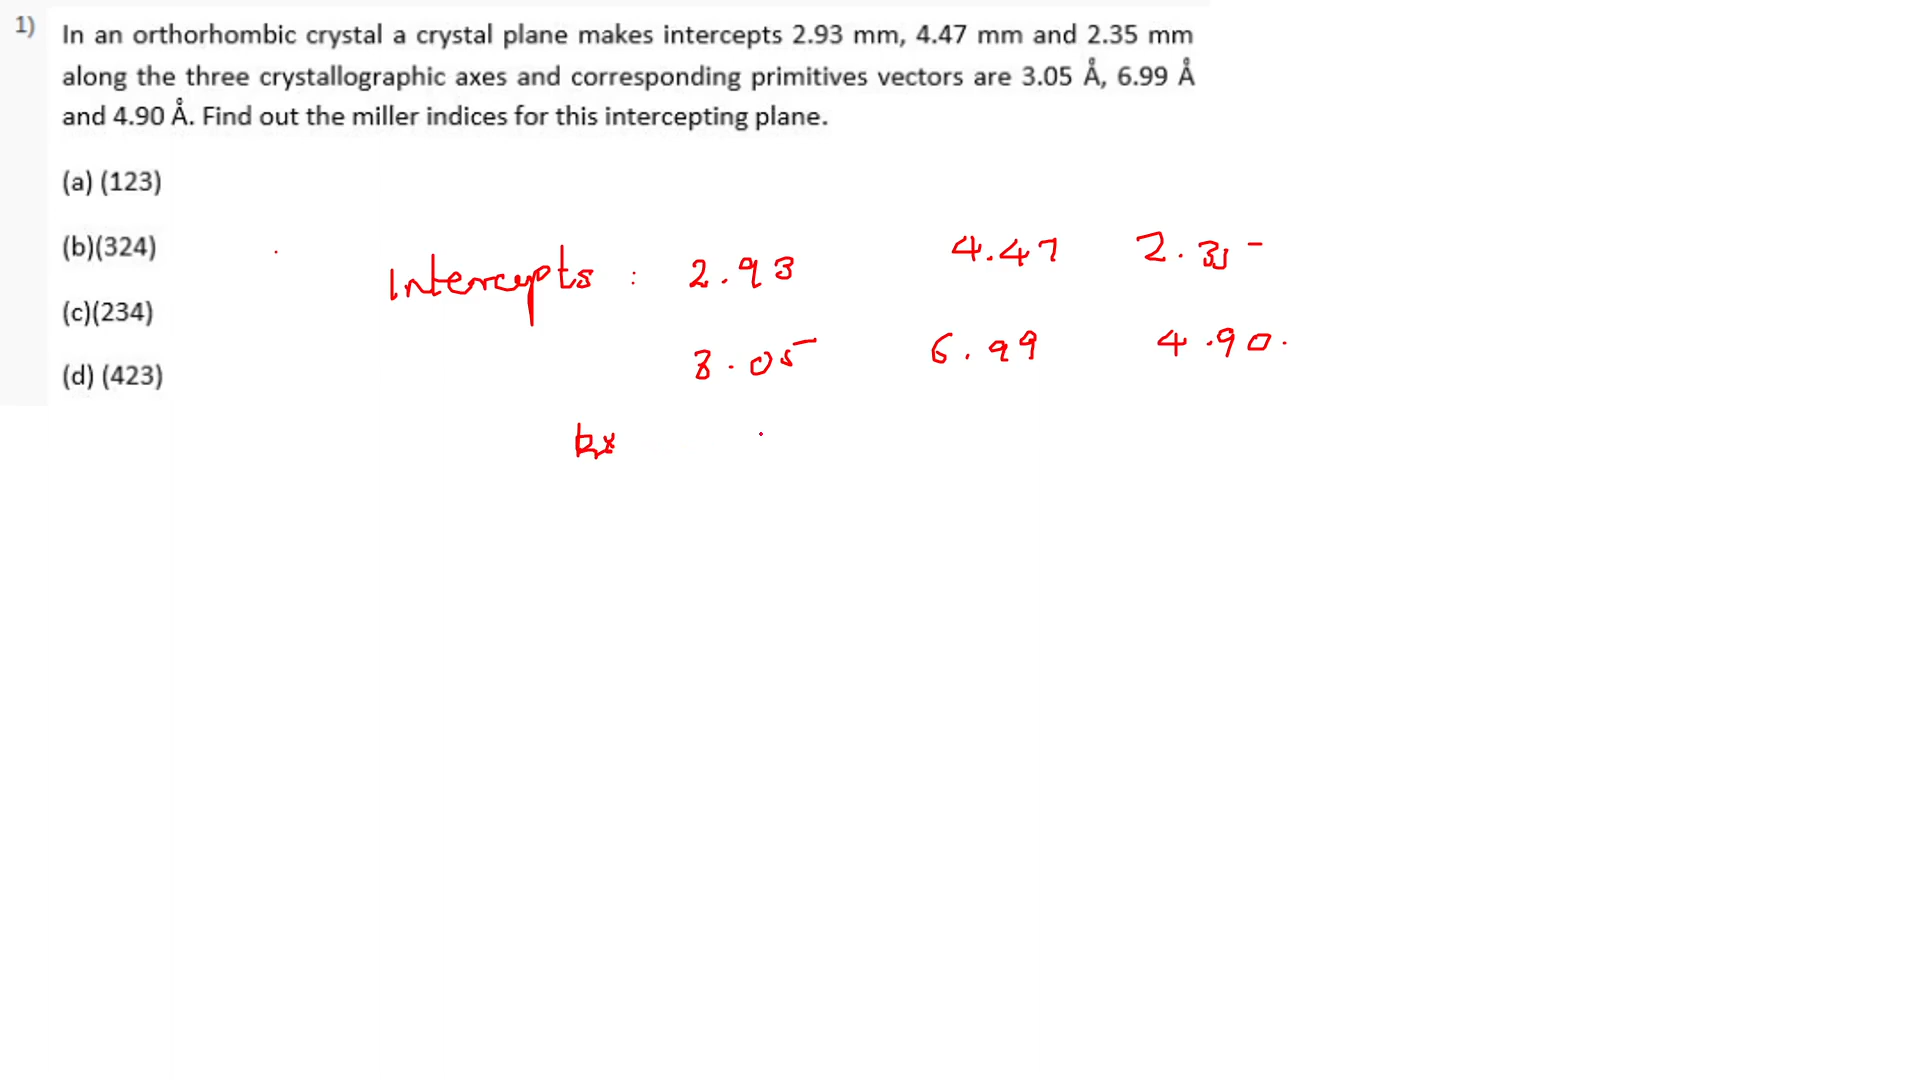 1) In an orthorhombic crystal a crystal plane makes intercepts 2.93 mm, 4.47 mm and 2.35 mm
along the three crystallographic axes and corresponding primitives vectors are 3.05 Å, 6.99 Å
and 4.90 Å. Find out the miller indices for this intercepting plane.
(a) (123)
(b)(324)
(c)(234)
(d) (423)
Intercepts : 2.93 4.47 2.35
3.05 6.99 4.90.